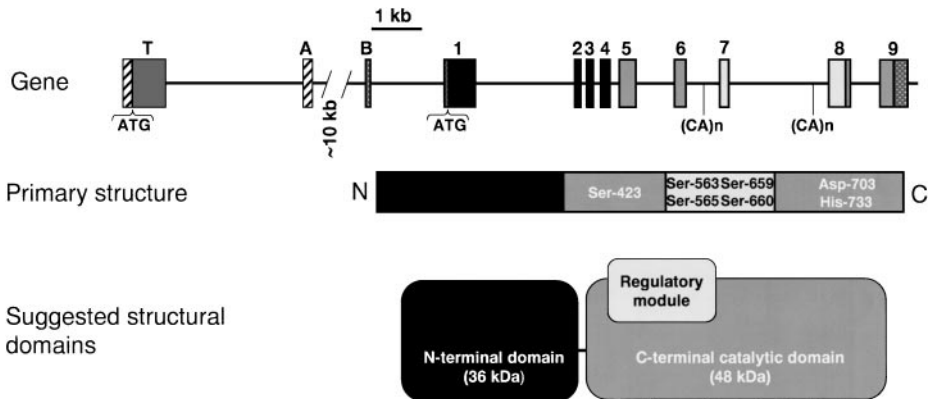 1 kb
T A B 1 2 3 4 5 6 7 8 9
Gene
ATG ~10 kb ATG (CA)n (CA)n
Primary structure N C
Ser-423 Ser-563 Ser-659 Asp-703
Ser-565 Ser-660 His-733
Regulatory
module
Suggested structural
domains
N-terminal domain C-terminal catalytic domain
(36 kDa) (48 kDa)